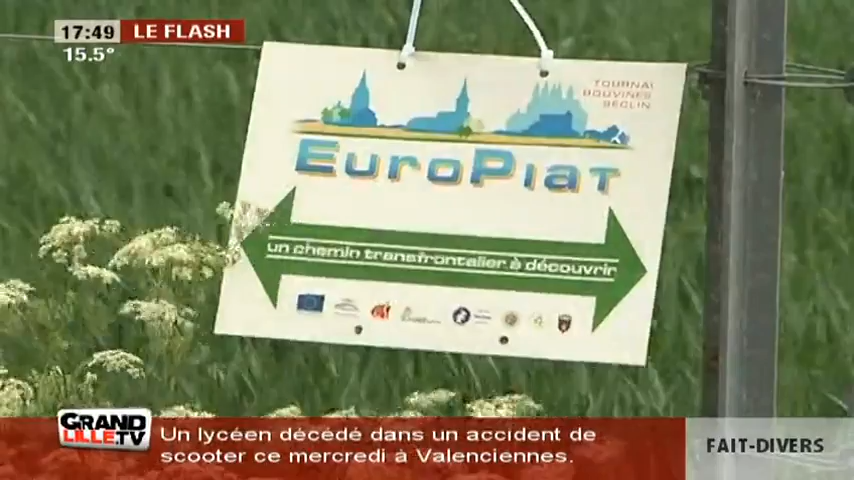 17:49 LE FLASH
15.5°
TOURNAI
BOUVINES
SECLIN
EUROPIAT
un chemin transfrontalier à découvrir
GRAND
LILLE.TV
Un lycéen décédé dans un accident de
scooter ce mercredi à Valenciennes.
FAIT-DIVERS